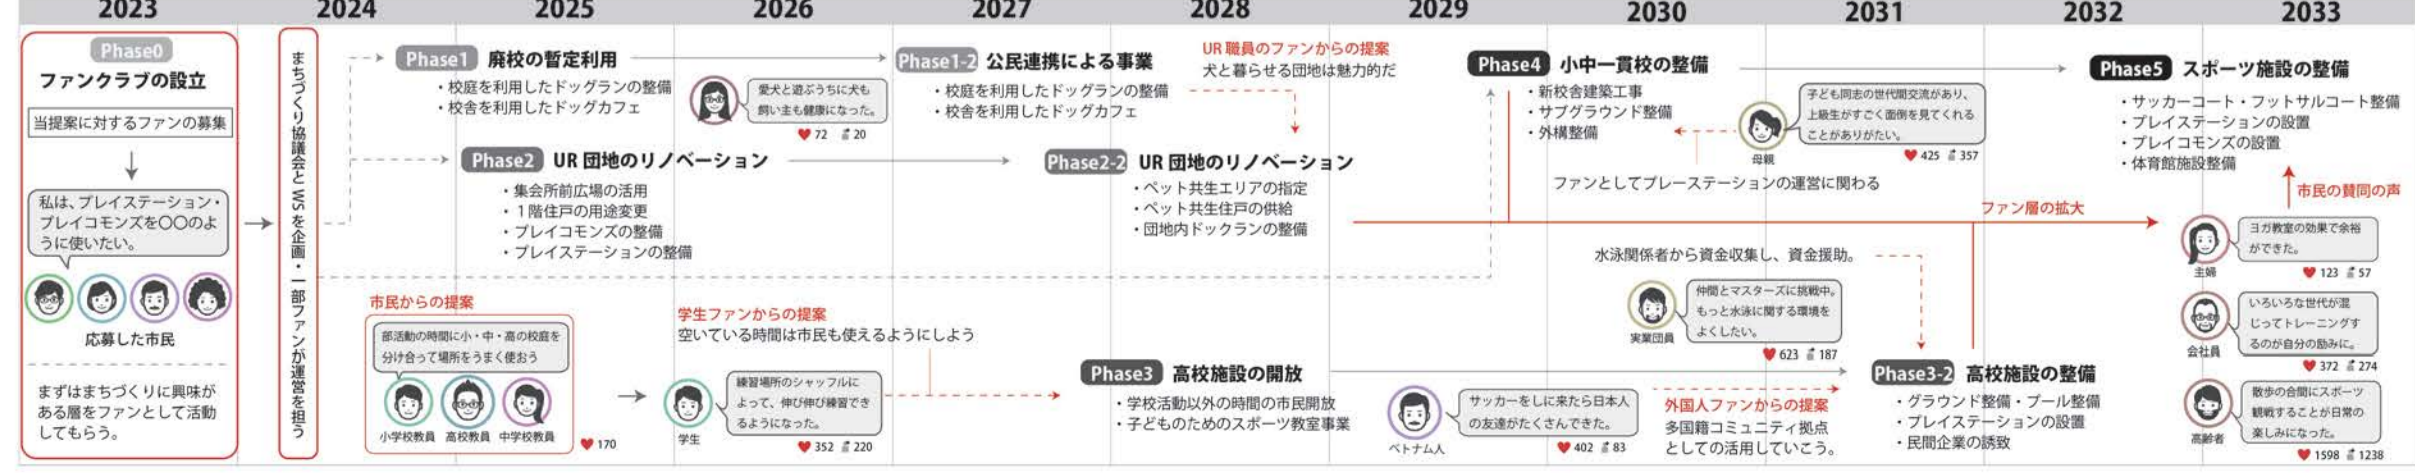 2023
2024
2025
2026
2027
2028
2029
2030
2031
2032
2033
Phase0
ファンクラブの設立
当提案に対するファンの募集
私は、プレイステーション・
プレイコモンズを〇〇のよ
うに使いたい。
応募した市民
まずはまちづくりに興味が
ある層をファンとして活動
してもらう。
まちづくり協議会とWSを企画・一部ファンが運営を担う
Phase1 廃校の暫定利用
・校庭を利用したドッグランの整備
・校舎を利用したドッグカフェ
愛犬と遊ぶうちに犬も
飼い主も健康になった。
72 20
Phase1-2 公民連携による事業
・校庭を利用したドッグランの整備
・校舎を利用したドッグカフェ
UR 職員のファンからの提案
犬と暮らせる団地は魅力的だ
Phase2 UR 団地のリノベーション
・集会所前広場の活用
・1階住戸の用途変更
・プレイコモンズの整備
・プレイステーションの整備
Phase2-2 UR 団地のリノベーション
・ペット共生エリアの指定
・ペット共生住戸の供給
・団地内ドックランの整備
市民からの提案
部活動の時間に小・中・高の校庭を
分け合って場所をうまく使おう
小学校教員 高校教員 中学校教員
170
学生ファンからの提案
空いている時間は市民も使えるようにしよう
練習場所のシャッフルに
よって、伸び伸び練習でき
るようになった。
学生
352 220
Phase3 高校施設の開放
・学校活動以外の時間の市民開放
・子どものためのスポーツ教室事業
サッカーをしに来たら日本人
の友達がたくさんできた。
ベトナム人
402 83
外国人ファンからの提案
多国籍コミュニティ拠点
としての活用していこう。
Phase4 小中一貫校の整備
・新校舎建築工事
・サブグラウンド整備
・外構整備
子ども同志の世代間交流があり、
上級生がすごく面倒を見てくれる
ことがありがたい。
母親
425 357
ファンとしてプレーステーションの運営に関わる
ファン層の拡大
水泳関係者から資金収集し、資金援助。
仲間とマスターズに挑戦中。
もっと水泳に関する環境を
よくしたい。
実業団員
623 187
Phase3-2 高校施設の整備
・グラウンド整備・プール整備
・プレイステーションの設置
・民間企業の誘致
Phase5 スポーツ施設の整備
・サッカーコート・フットサルコート整備
・プレイステーションの設置
・プレイコモンズの設置
・体育館施設整備
市民の賛同の声
ヨガ教室の効果で余裕
ができた。
主婦
123 57
いろいろな世代が混
じってトレーニングす
るのが自分の励みに。
会社員
372 274
散歩の合間にスポーツ
観戦することが日常の
楽しみになった。
高齢者
1598 1238